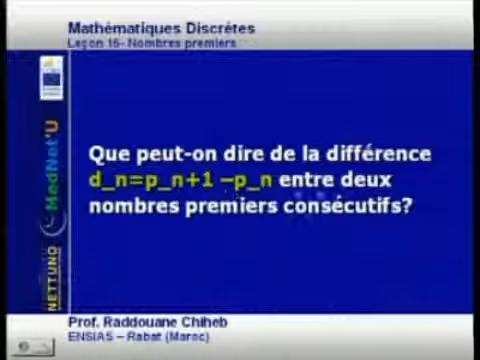 Mathématiques Discrétes
Leçon 16- Nombres premiers
Que peut-on dire de la différence
d_n=p_n+1 –p_n entre deux
nombres premiers consécutifs?
MedNet'U
NETTUNO
Prof. Raddouane Chiheb
ENSIAS – Rabat (Maroc)